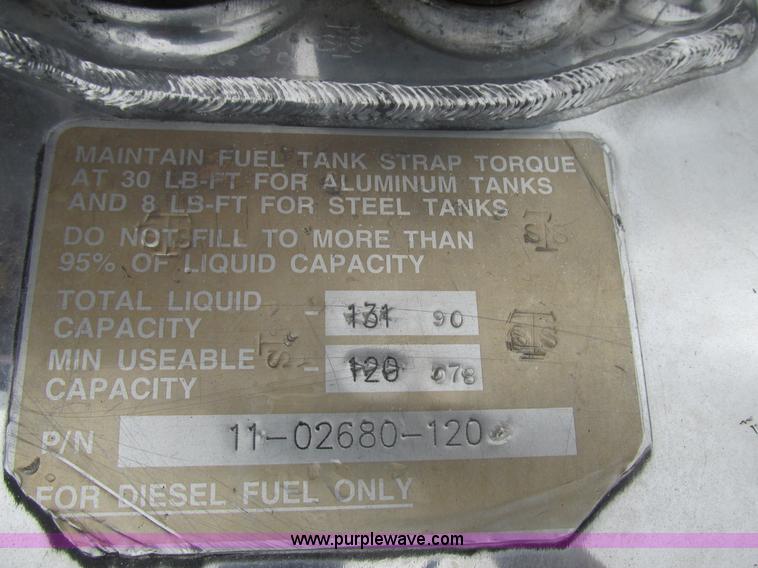 MAINTAIN FUEL TANK STRAP TORQUE
AT 30 LB-FT FOR ALUMINUM TANKS
AND 8 LB-FT FOR STEEL TANKS
DO NOT FILL TO MORE THAN
95% OF LIQUID CAPACITY
TOTAL LIQUID
CAPACITY - 131 90
MIN USEABLE
CAPACITY - 120 078
P/N 11-02680-120
FOR DIESEL FUEL ONLY
www.purplewave.com